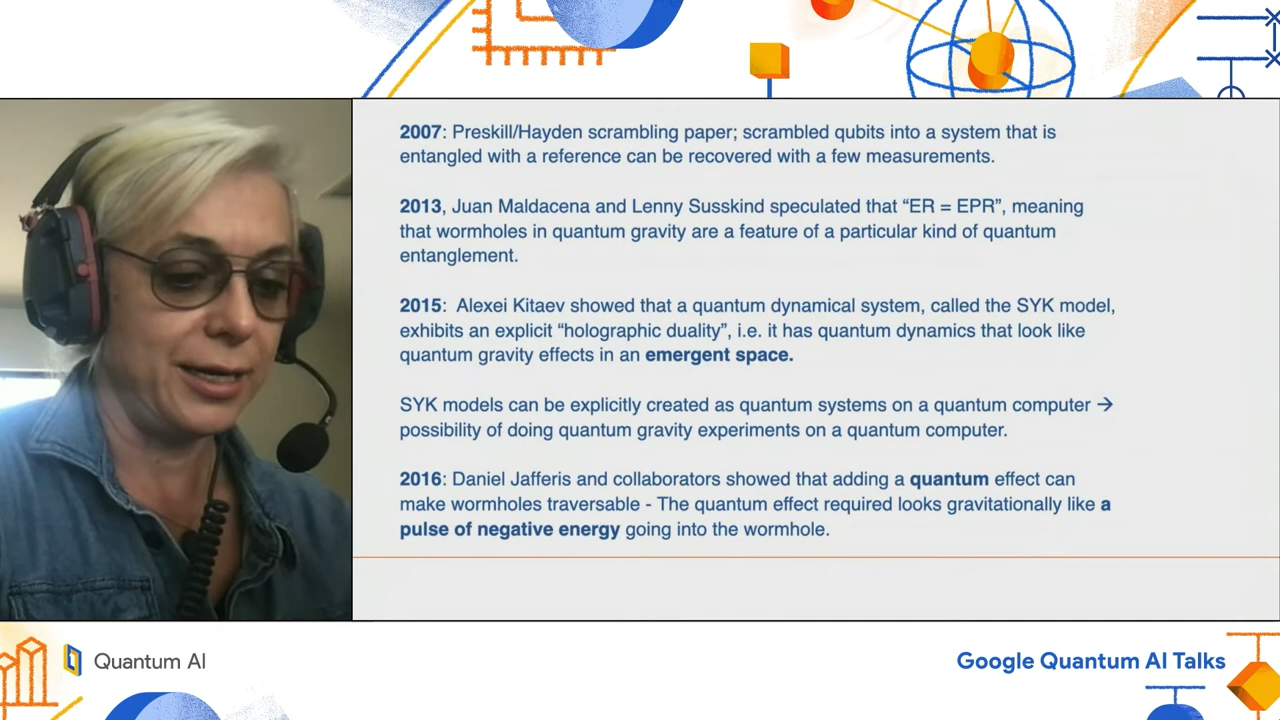 2007: Preskill/Hayden scrambling paper; scrambled qubits into a system that is
entangled with a reference can be recovered with a few measurements.
2013, Juan Maldacena and Lenny Susskind speculated that “ER = EPR”, meaning
that wormholes in quantum gravity are a feature of a particular kind of quantum
entanglement.
2015:  Alexei Kitaev showed that a quantum dynamical system, called the SYK model,
exhibits an explicit “holographic duality”, i.e. it has quantum dynamics that look like
quantum gravity effects in an emergent space.
SYK models can be explicitly created as quantum systems on a quantum computer →
possibility of doing quantum gravity experiments on a quantum computer.
2016: Daniel Jafferis and collaborators showed that adding a quantum effect can
make wormholes traversable - The quantum effect required looks gravitationally like a
pulse of negative energy going into the wormhole.
Quantum AI
Google Quantum AI Talks